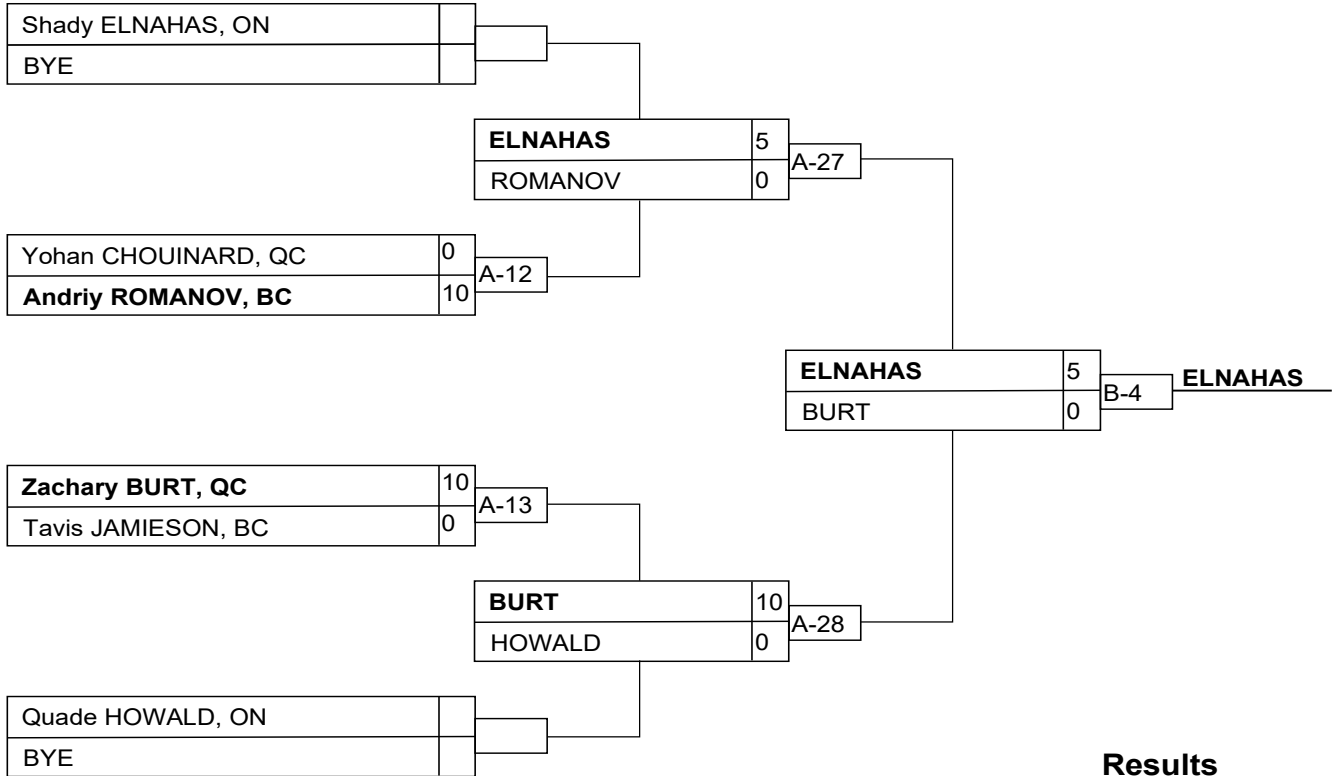 Shady ELNAHAS, ON
BYE
ELNAHAS 5
ROMANOV 0
A-27
Yohan CHOUINARD, QC 0
Andriy ROMANOV, BC 10
A-12
ELNAHAS 5
BURT 0
B-4
ELNAHAS
Zachary BURT, QC 10
Tavis JAMIESON, BC 0
A-13
BURT 10
HOWALD 0
A-28
Quade HOWALD, ON
BYE
Results